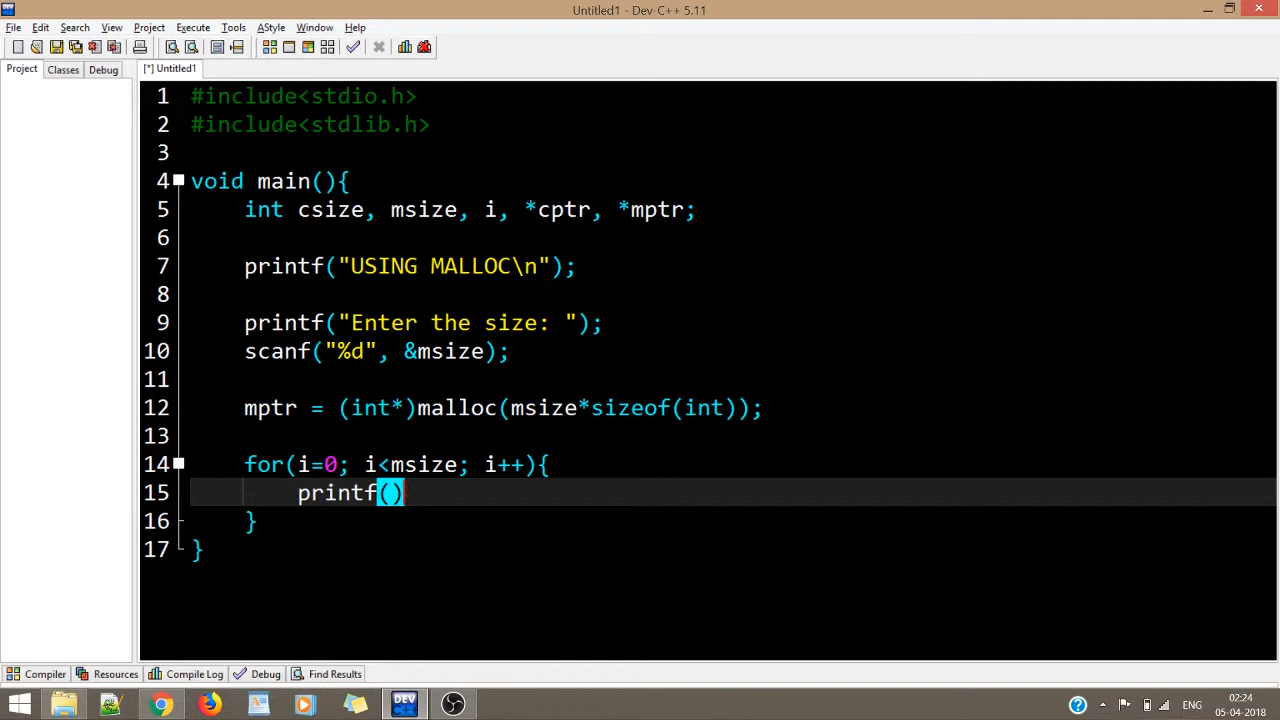 Untitled1 - Dev-C++ 5.11
File Edit Search View Project Execute Tools AStyle Window Help
Project Classes Debug [*] Untitled1
1 #include<stdio.h>
2 #include<stdlib.h>
3
4 void main(){
5 int csize, msize, i, *cptr, *mptr;
6
7 printf("USING MALLOC\n");
8
9 printf("Enter the size: ");
10 scanf("%d", &msize);
11
12 mptr = (int*)malloc(msize*sizeof(int));
13
14 for(i=0; i<msize; i++){
15 printf()
16 }
17 }
Compiler Resources Compile Log Debug Find Results
DEV ENG 02:24
05-04-2018